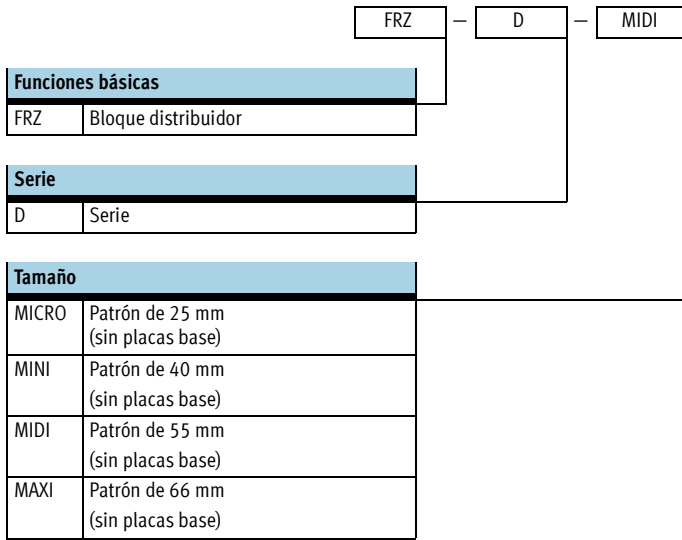 FRZ – D – MIDI
Funciones básicas
FRZ Bloque distribuidor
Serie
D Serie
Tamaño
MICRO Patrón de 25 mm
(sin placas base)
MINI Patrón de 40 mm
(sin placas base)
MIDI Patrón de 55 mm
(sin placas base)
MAXI Patrón de 66 mm
(sin placas base)